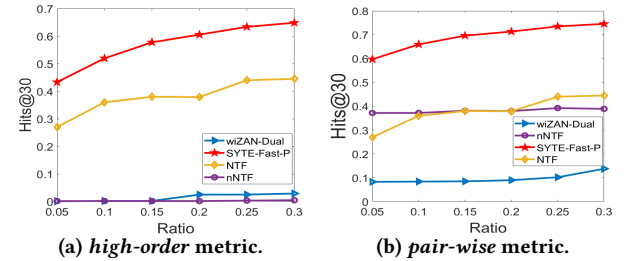 0.7
0.6
0.5
0.4
0.3
0.2
0.1
0
Hits@30
wiZAN-Dual
SYTE-Fast-P
NTF
nNTF
0.05 0.1 0.15 0.2 0.25 0.3
Ratio
(a) high-order metric.
0.8
0.7
0.6
0.5
0.4
0.3
0.2
0.1
0
Hits@30
wiZAN-Dual
nNTF
SYTE-Fast-P
NTF
0.05 0.1 0.15 0.2 0.25 0.3
Ratio
(b) pair-wise metric.